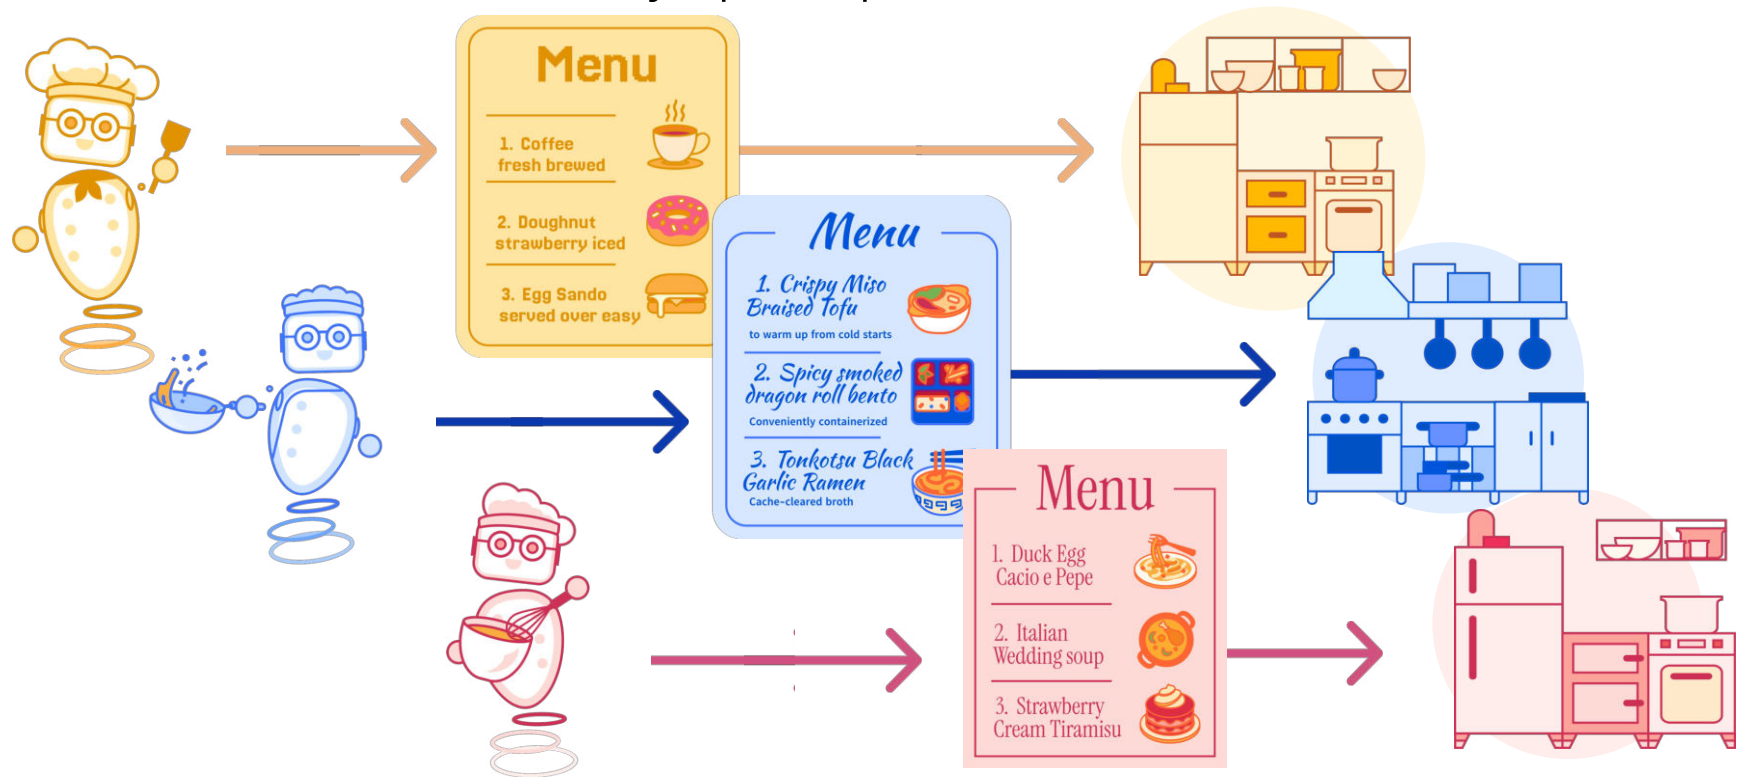 Menu
1. Coffee
fresh brewed
2. Doughnut
strawberry iced
3. Egg Sando
served over easy
Menu
1. Crispy Miso
Braised Tofu
to warm up from cold starts
2. Spicy smoked
dragon roll bento
Conveniently containerized
3. Tonkotsu Black
Garlic Ramen
Cache-cleared broth
Menu
1. Duck Egg
Cacio e Pepe
2. Italian
Wedding soup
3. Strawberry
Cream Tiramisu